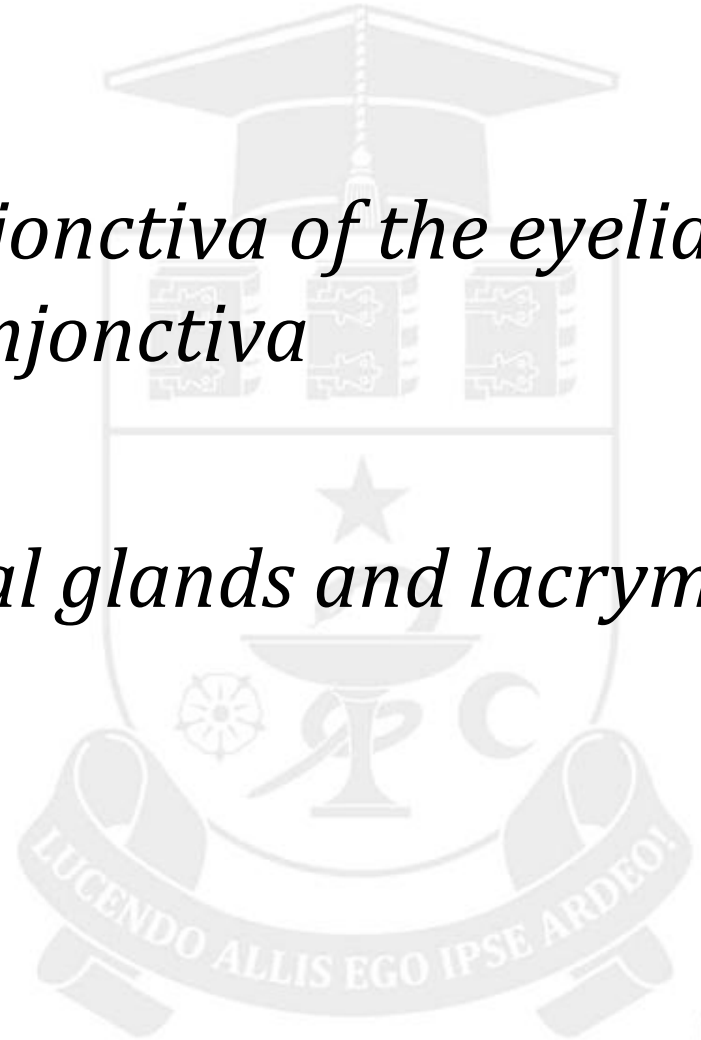 jonctiva of the eyelid
njonctiva
al glands and lacrym
LUCENDO ALLIS EGO IPSE ARDEO!